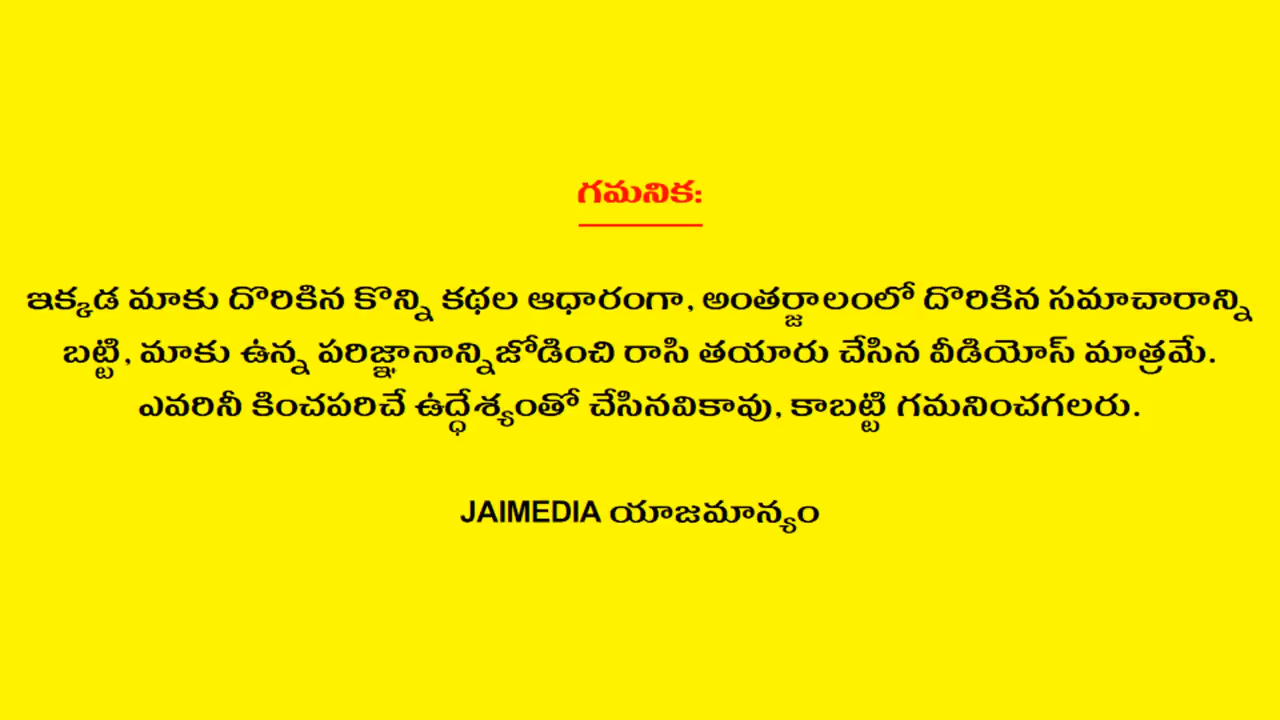 గమనిక:
ఇక్కడ మాకు దొరికిన కొన్ని కథల ఆధారంగా, అంతర్జాలంలో దొరికిన సమాచారాన్ని
బట్టి, మాకు ఉన్న పరిజ్ఞానాన్నిజోడించి రాసి తయారు చేసిన వీడియోస్ మాత్రమే.
ఎవరినీ కించపరిచే ఉద్ధేశ్యంతో చేసినవికావు, కాబట్టి గమనించగలరు.
JAIMEDIA యాజమాన్యం